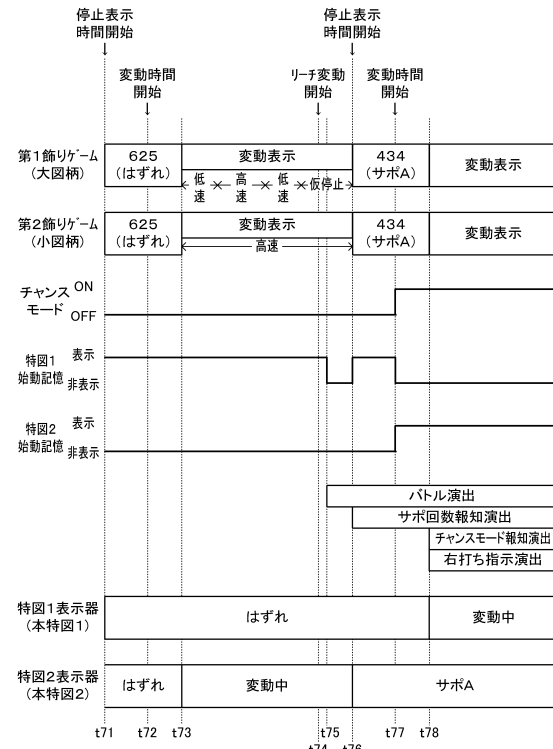 停止表示
時間開始
停止表示
時間開始
変動時間
開始
リーチ変動
開始
変動時間
開始
第1飾りゲーム
(大図柄)
625
(はずれ)
変動表示
434
(サポA)
変動表示
低速
高速
低速
仮停止
第2飾りゲーム
(小図柄)
625
(はずれ)
変動表示
434
(サポA)
変動表示
高速
チャンス
モード
ON
OFF
特図1
始動記憶
表示
非表示
特図2
始動記憶
表示
非表示
バトル演出
サポ回数報知演出
チャンスモード報知演出
右打ち指示演出
特図1表示器
(本特図1)
はずれ
変動中
特図2表示器
(本特図2)
はずれ
変動中
サポA
t71 t72 t73 t75 t77 t78
t74 t76